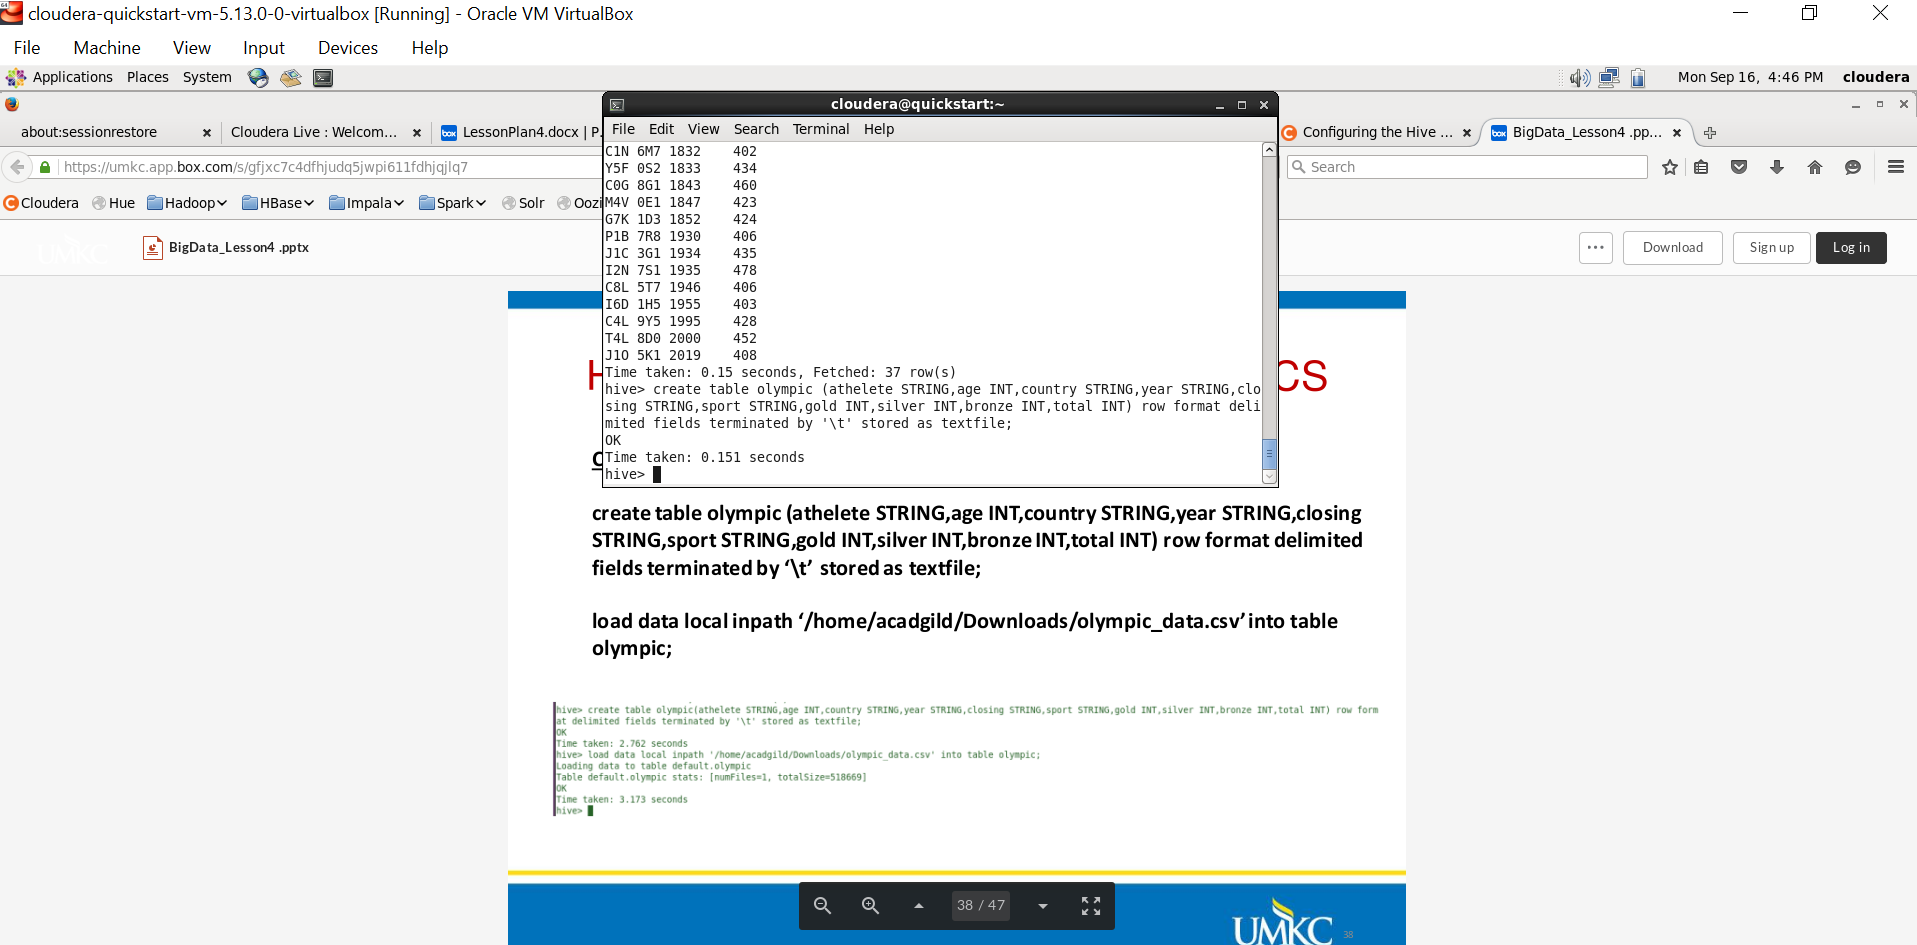 cloudera-quickstart-vm-5.13.0-0-virtualbox [Running] - Oracle VM VirtualBox
File Machine View Input Devices Help
Applications Places System Mon Sep 16, 4:46 PM cloudera
cloudera@quickstart:~
about:sessionrestore Cloudera Live : Welcom... LessonPlan4.docx | P. Configuring the Hive ... BigData_Lesson4 .pp...
File Edit View Search Terminal Help
https://umkc.app.box.com/s/gfjxc7c4dfhjudq5jwpi611fdhjqjlq7 Search
Cloudera Hue Hadoop HBase Impala Spark Solr Oozi
UMKC BigData_Lesson4 .pptx ... Download Sign up Log in
C1N 6M7 1832 402
Y5F 0S2 1833 434
C0G 8G1 1843 460
M4V 0E1 1847 423
G7K 1D3 1852 424
P1B 7R8 1930 406
J1C 3G1 1934 435
I2N 7S1 1935 478
C8L 5T7 1946 406
I6D 1H5 1955 403
C4L 9Y5 1995 428
T4L 8D0 2000 452
J1O 5K1 2019 408
Time taken: 0.15 seconds, Fetched: 37 row(s)
hive> create table olympic (athelete STRING,age INT,country STRING,year STRING,clo
sing STRING,sport STRING,gold INT,silver INT,bronze INT,total INT) row format deli
mited fields terminated by '\t' stored as textfile;
OK
Time taken: 0.151 seconds
hive>
H CS
create table olympic (athelete STRING,age INT,country STRING,year STRING,closing
STRING,sport STRING,gold INT,silver INT,bronze INT,total INT) row format delimited
fields terminated by ‘\t’ stored as textfile;
load data local inpath ‘/home/acadgild/Downloads/olympic_data.csv’ into table
olympic;
hive> create table olympic(athelete STRING,age INT,country STRING,year STRING,closing STRING,sport STRING,gold INT,silver INT,bronze INT,total INT) row form
at delimited fields terminated by '\t' stored as textfile;
OK
Time taken: 2.762 seconds
hive> load data local inpath '/home/acadgild/Downloads/olympic_data.csv' into table olympic;
Loading data to table default.olympic
Table default.olympic stats: [numFiles=1, totalSize=518669]
OK
Time taken: 3.173 seconds
hive>
38 / 47
UMKC 38